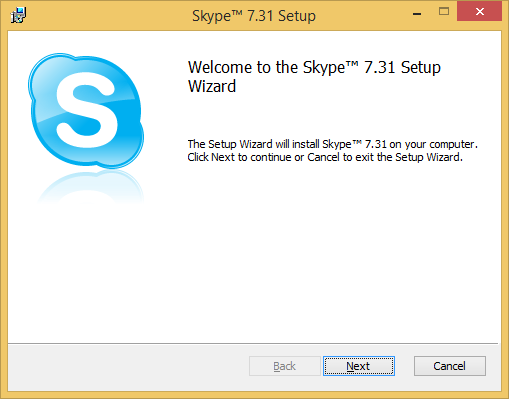 Skype™ 7.31 Setup
S
Welcome to the Skype™ 7.31 Setup
Wizard
The Setup Wizard will install Skype™ 7.31 on your computer.
Click Next to continue or Cancel to exit the Setup Wizard.
Back Next Cancel